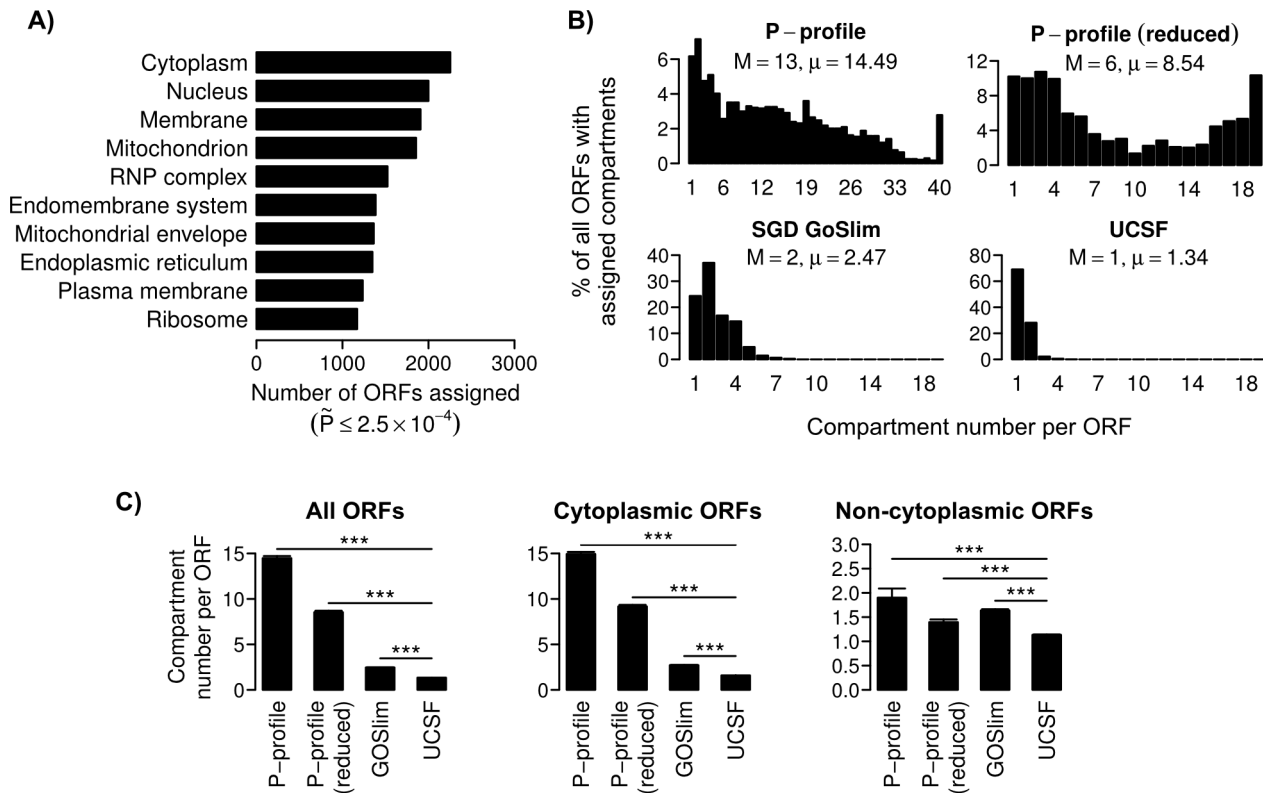 A)
Cytoplasm
Nucleus
Membrane
Mitochondrion
RNP complex
Endomembrane system
Mitochondrial envelope
Endoplasmic reticulum
Plasma membrane
Ribosome
0 1000 2000 3000
Number of ORFs assigned
(P̃ ≤ 2.5 × 10⁻⁴)
B)
% of all ORFs with
assigned compartments
P – profile
M = 13, μ = 14.49
6
4
2
0
1 6 12 19 26 33 40
P – profile (reduced)
M = 6, μ = 8.54
12
8
4
0
1 4 7 10 14 18
SGD GoSlim
M = 2, μ = 2.47
40
30
20
10
0
1 4 7 10 14 18
UCSF
M = 1, μ = 1.34
80
60
40
20
0
1 4 7 10 14 18
Compartment number per ORF
C)
Compartment
number per ORF
All ORFs
15
10
5
0
***
***
***
P–profile
P–profile
(reduced)
GOSlim
UCSF
Cytoplasmic ORFs
15
10
5
0
***
***
***
P–profile
P–profile
(reduced)
GOSlim
UCSF
Non-cytoplasmic ORFs
3.0
2.5
2.0
1.5
1.0
0.5
0.0
***
***
***
P–profile
P–profile
(reduced)
GOSlim
UCSF